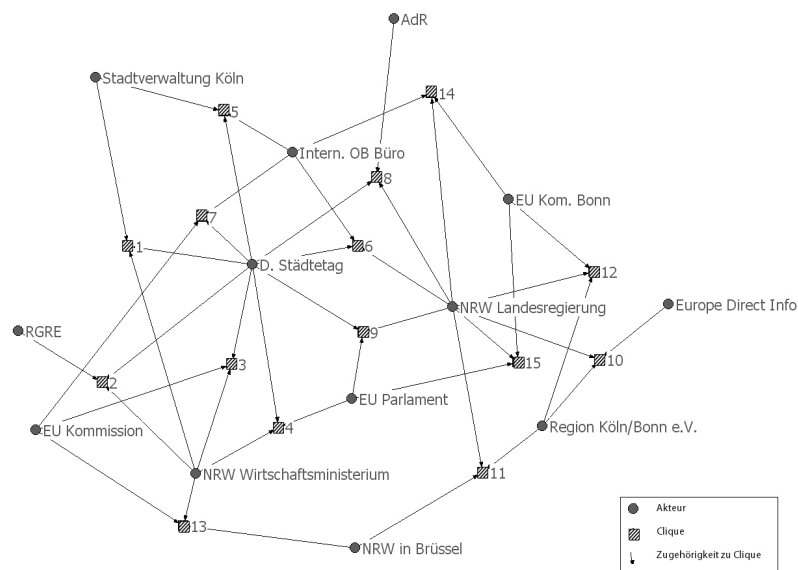 AdR
Stadtverwaltung Köln
14
5
Intern. OB Büro
8
EU Kom. Bonn
7
1
6
D. Städtetag
12
NRW Landesregierung
Europe Direct Info
RGRE
9
3
15
10
2
EU Parlament
4
EU Kommission
Region Köln/Bonn e.V.
NRW Wirtschaftsministerium
11
13
NRW in Brüssel
Akteur
Clique
Zugehörigkeit zu Clique